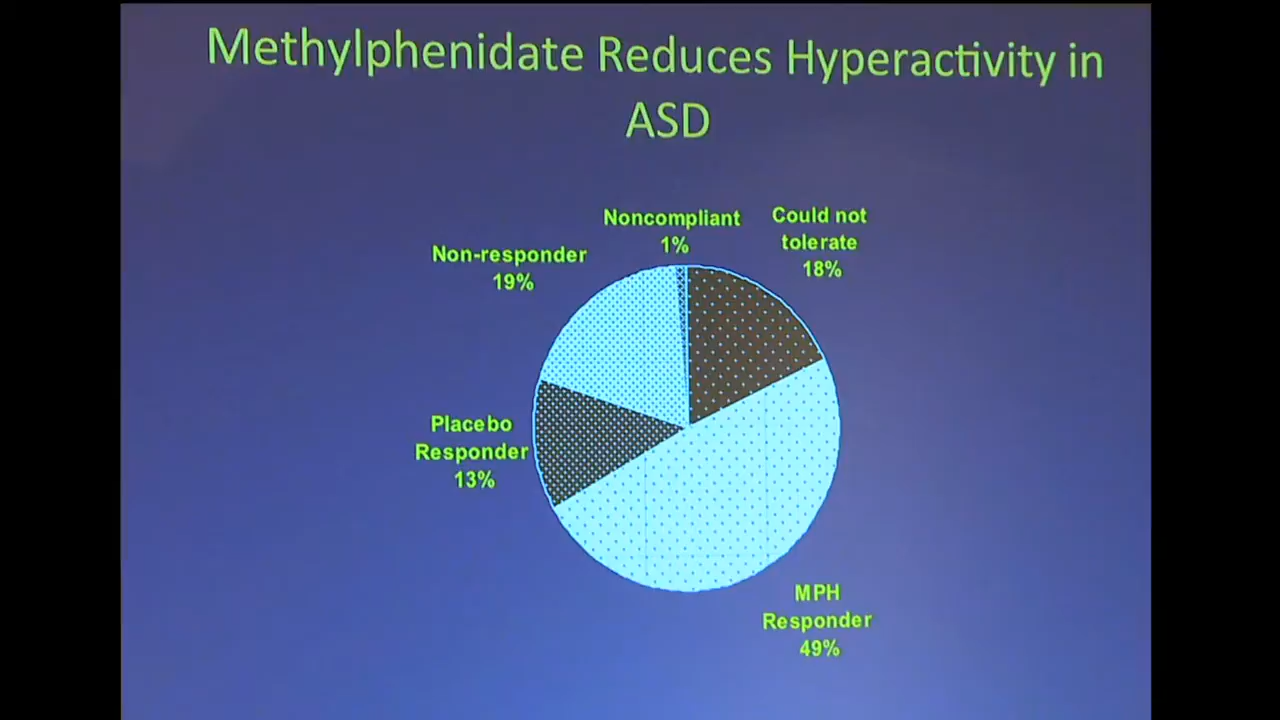 Methylphenidate Reduces Hyperactivity in
ASD
Noncompliant
1%
Could not
tolerate
18%
Non-responder
19%
Placebo
Responder
13%
MPH
Responder
49%